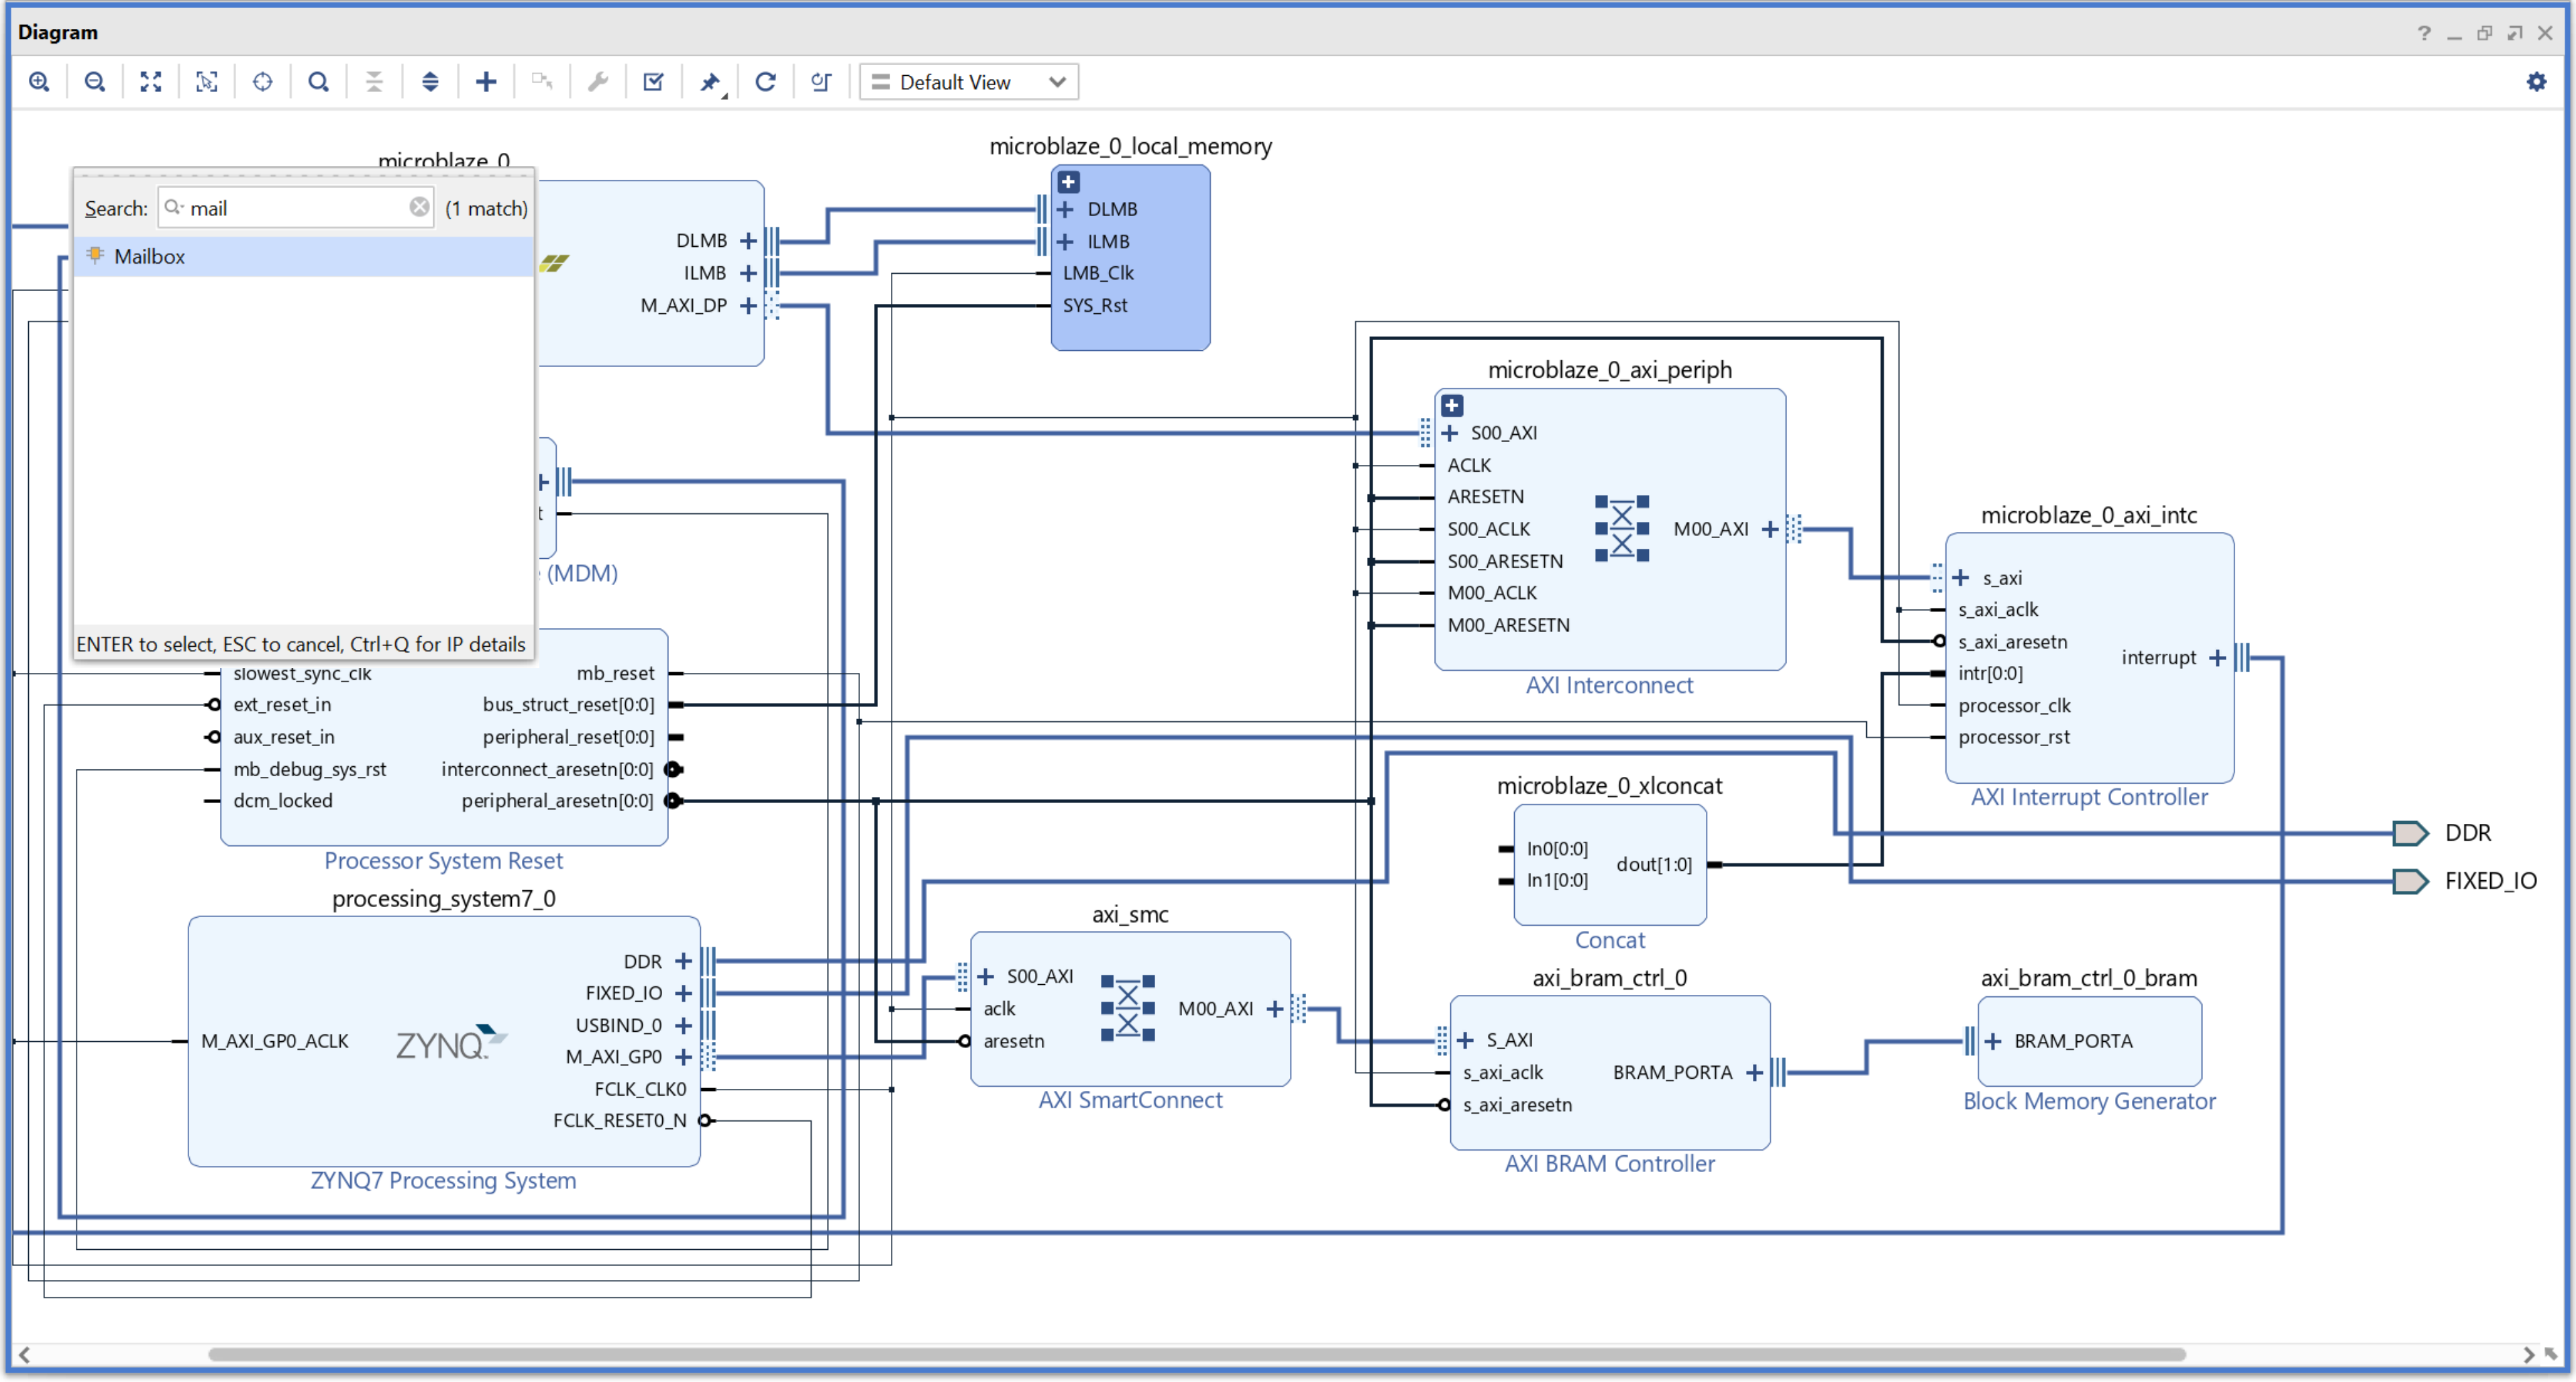 Diagram
Default View
microblaze_0
Search: mail (1 match)
Mailbox
ENTER to select, ESC to cancel, Ctrl+Q for IP details
DLMB
ILMB
M_AXI_DP
microblaze_0_local_memory
DLMB
ILMB
LMB_Clk
SYS_Rst
t
(MDM)
microblaze_0_axi_periph
S00_AXI
ACLK
ARESETN
S00_ACLK
S00_ARESETN
M00_ACLK
M00_ARESETN
M00_AXI
AXI Interconnect
microblaze_0_axi_intc
s_axi
s_axi_aclk
s_axi_aresetn
intr[0:0]
processor_clk
processor_rst
interrupt
AXI Interrupt Controller
slowest_sync_clk
ext_reset_in
aux_reset_in
mb_debug_sys_rst
dcm_locked
mb_reset
bus_struct_reset[0:0]
peripheral_reset[0:0]
interconnect_aresetn[0:0]
peripheral_aresetn[0:0]
Processor System Reset
microblaze_0_xlconcat
In0[0:0]
In1[0:0]
dout[1:0]
Concat
DDR
FIXED_IO
processing_system7_0
M_AXI_GP0_ACLK
ZYNQ
DDR
FIXED_IO
USBIND_0
M_AXI_GP0
FCLK_CLK0
FCLK_RESET0_N
ZYNQ7 Processing System
axi_smc
S00_AXI
aclk
aresetn
M00_AXI
AXI SmartConnect
axi_bram_ctrl_0
S_AXI
s_axi_aclk
s_axi_aresetn
BRAM_PORTA
AXI BRAM Controller
axi_bram_ctrl_0_bram
BRAM_PORTA
Block Memory Generator